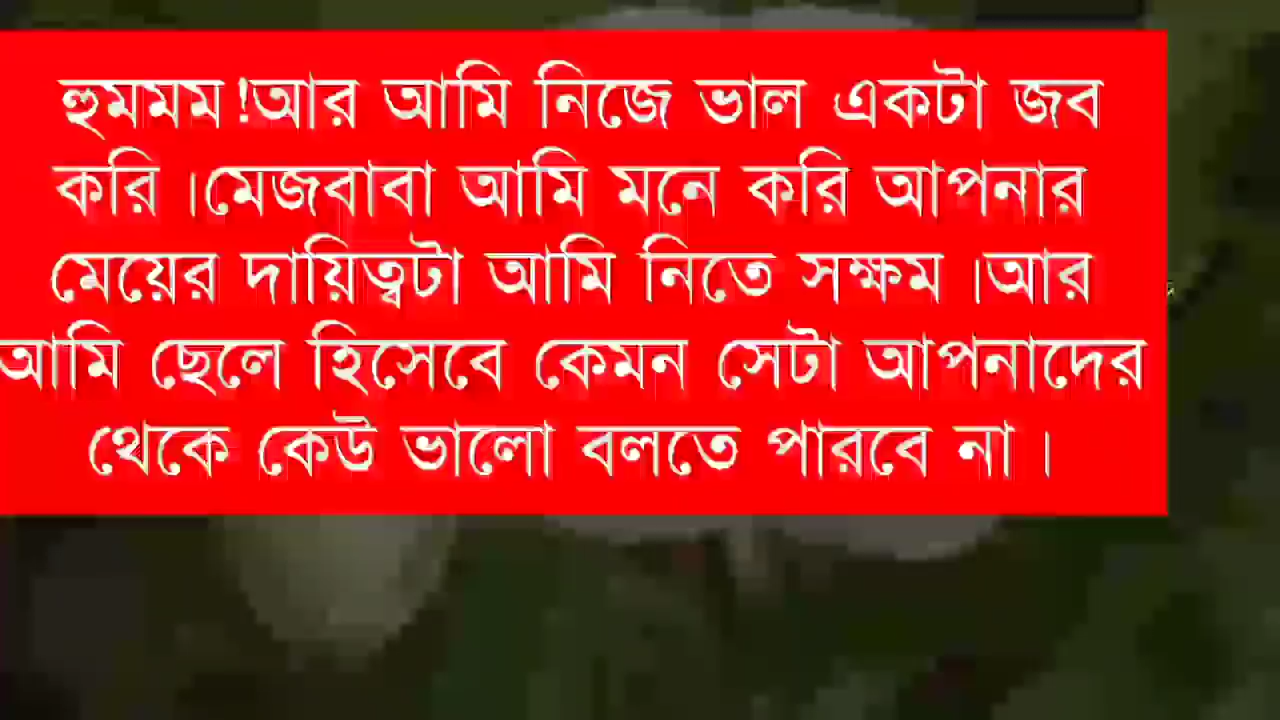 হুমমম!আর আমি নিজে ভাল একটা জব
করি ।মেজবাবা আমি মনে করি আপনার
মেয়ের দায়িত্বটা আমি নিতে সক্ষম ।আর
আমি ছেলে হিসেবে কেমন সেটা আপনাদের
থেকে কেউ ভালো বলতে পারবে না ।